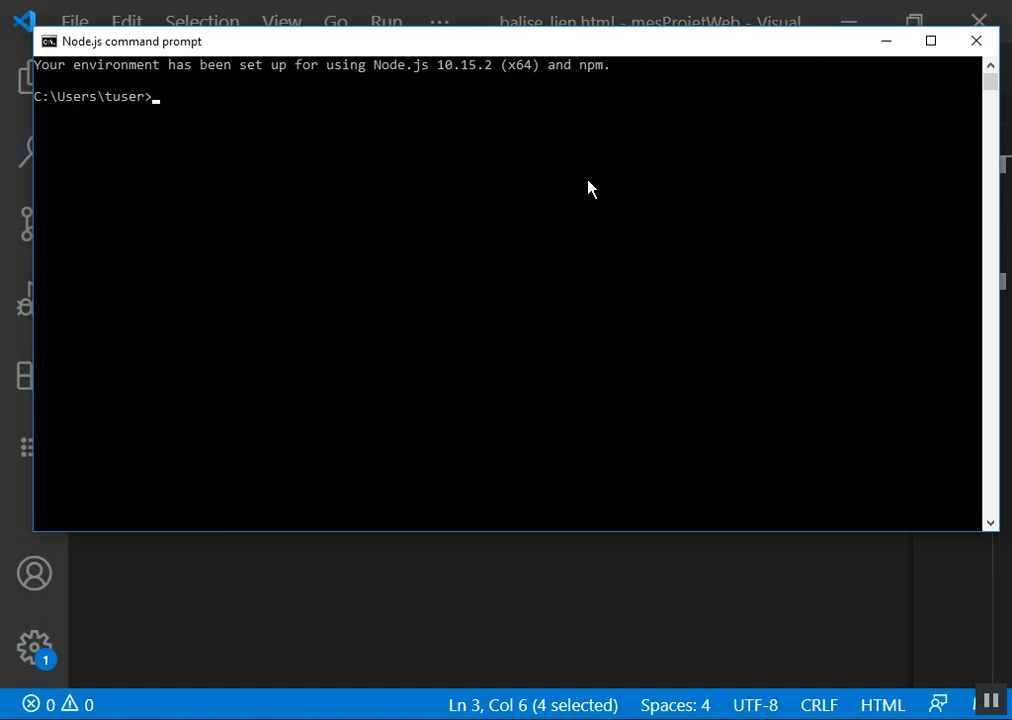 File Edit Selection View Go Run ··· balise_lien.html - mesProjetWeb - Visual
Node.js command prompt
Your environment has been set up for using Node.js 10.15.2 (x64) and npm.
C:\Users\tuser>
1
0 0 Ln 3, Col 6 (4 selected) Spaces: 4 UTF-8 CRLF HTML